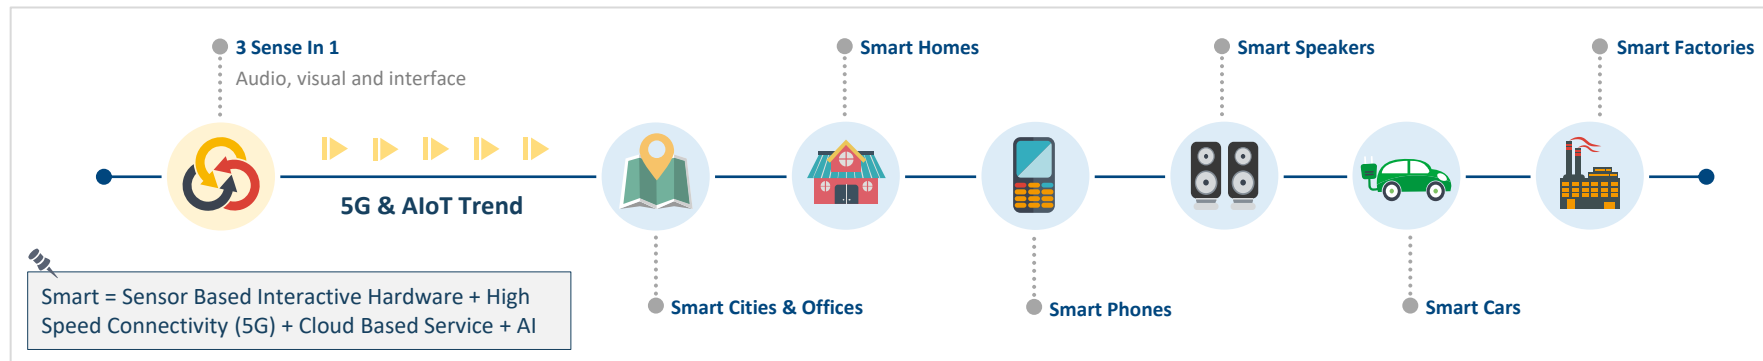 3 Sense In 1
Audio, visual and interface
Smart Homes
Smart Speakers
Smart Factories
5G & AIoT Trend
Smart = Sensor Based Interactive Hardware + High
Speed Connectivity (5G) + Cloud Based Service + AI
Smart Cities & Offices
Smart Phones
Smart Cars